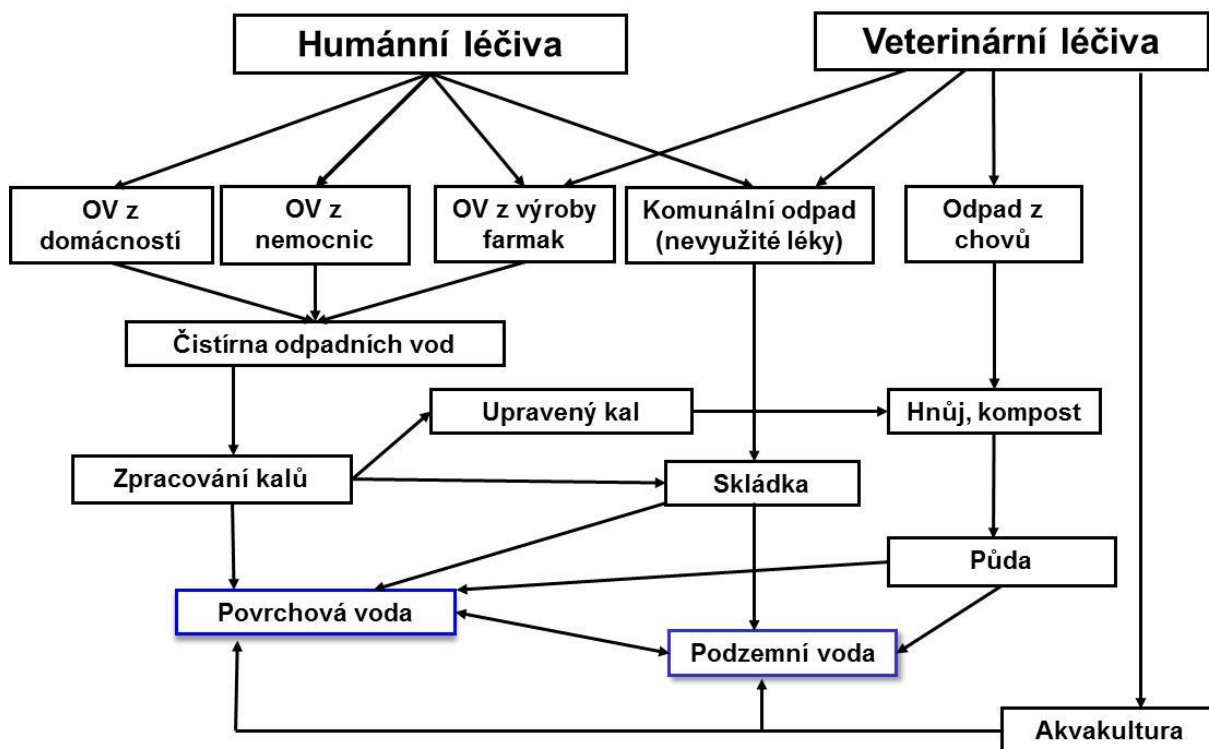 Humánní léčiva
Veterinární léčiva
OV z
domácností
OV z
nemocnic
OV z výroby
farmak
Komunální odpad
(nevyužité léky)
Odpad z
chovů
Čistírna odpadních vod
Upravený kal
Hnůj, kompost
Zpracování kalů
Skládka
Půda
Povrchová voda
Podzemní voda
Akvakultura